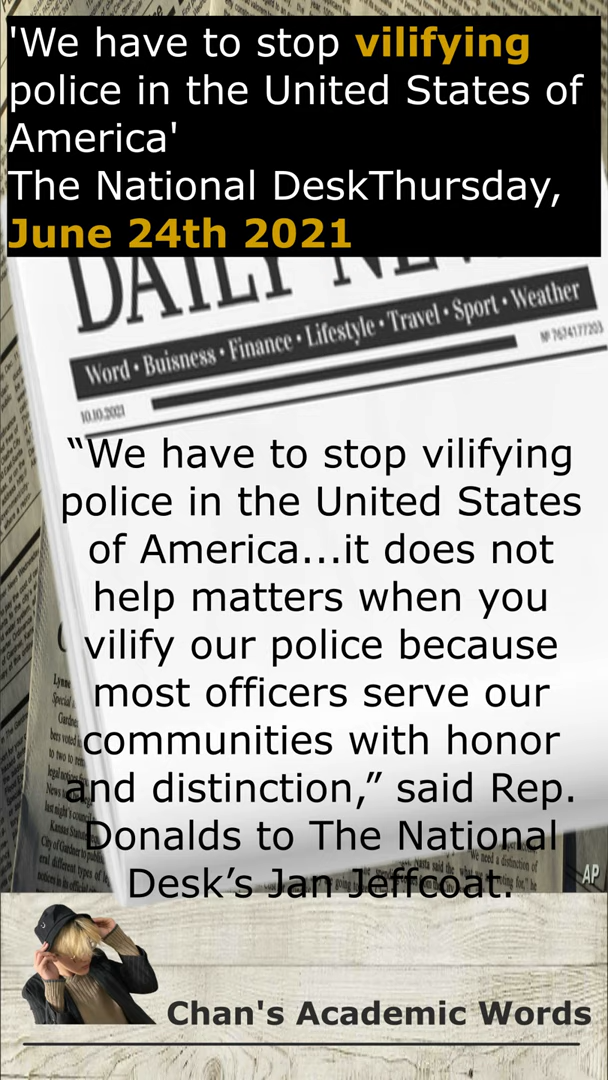 'We have to stop vilifying
police in the United States of
America'
The National DeskThursday,
June 24th 2021
DAILY NEWS
Word • Buisness • Finance • Lifestyle • Travel • Sport • Weather
Nº 7674177203
10.10.2021
“We have to stop vilifying
police in the United States
of America...it does not
help matters when you
vilify our police because
most officers serve our
communities with honor
and distinction,” said Rep.
Donalds to The National
Desk’s Jan Jeffcoat.
AP
Chan's Academic Words